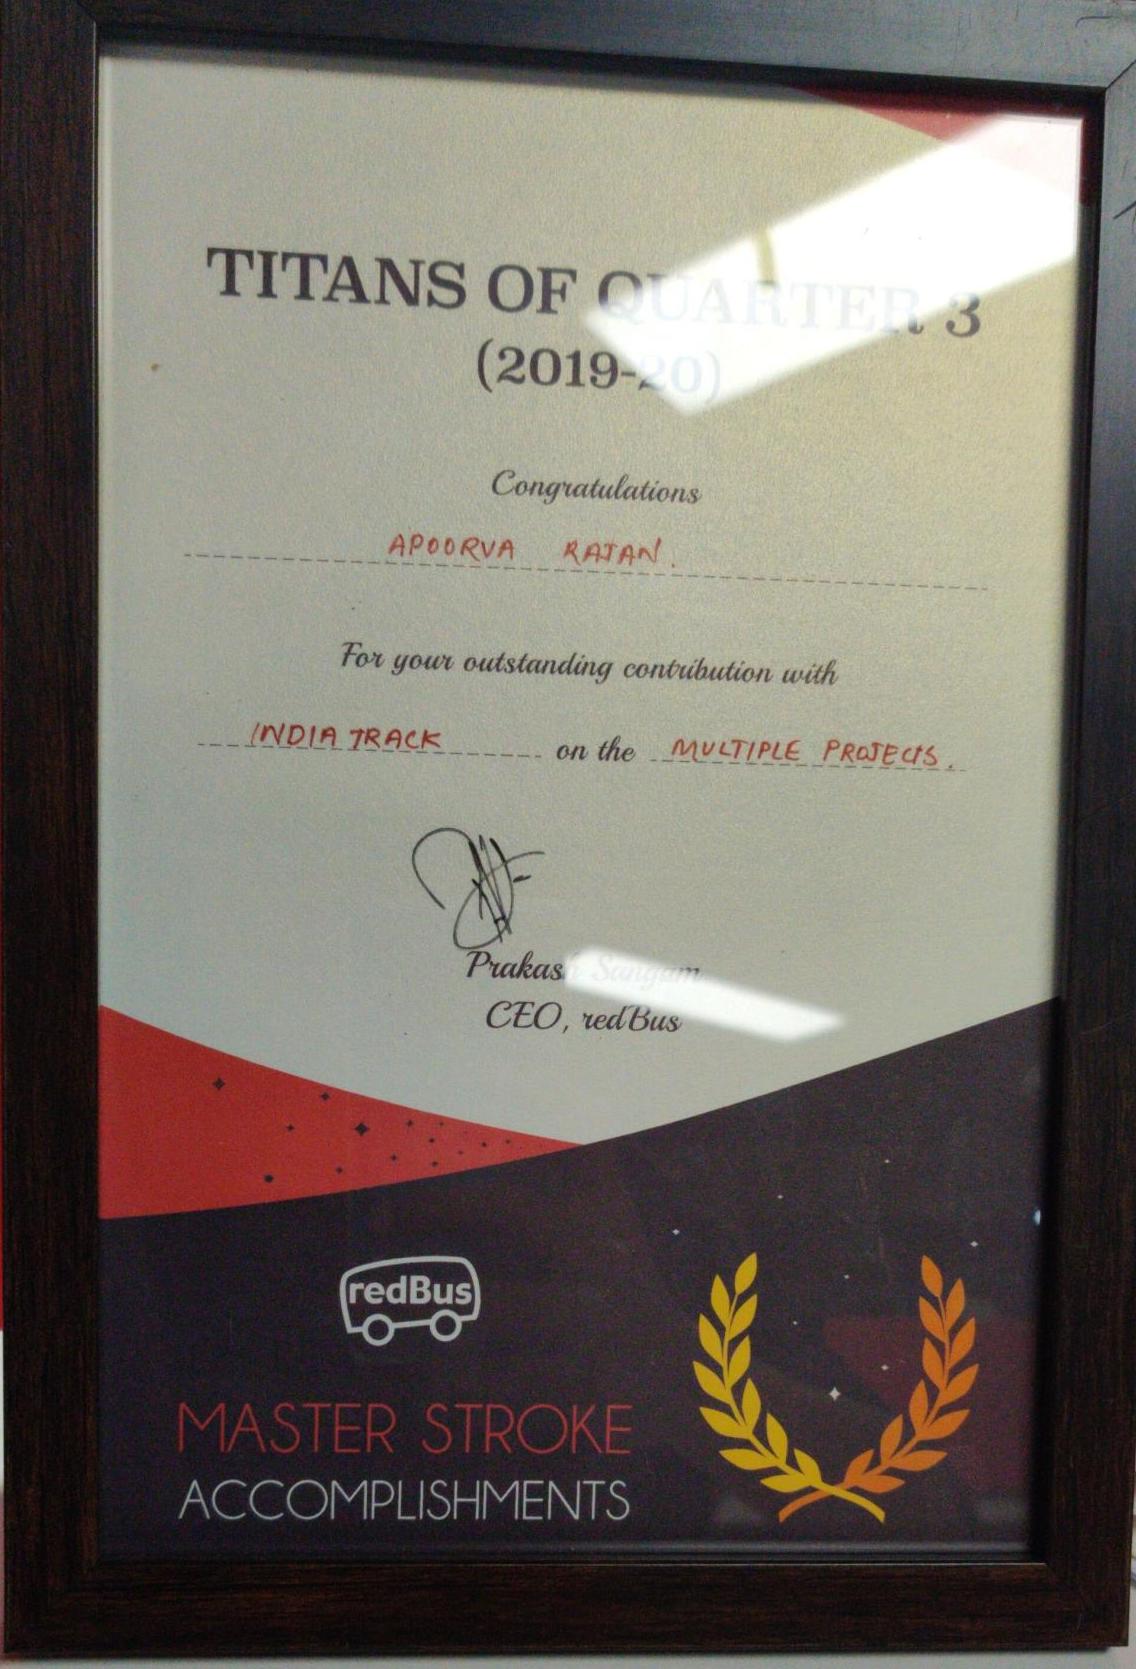 TITANS OF QUARTER 3
(2019-20)
Congratulations
APOORVA RAJAN.
For your outstanding contribution with
INDIA TRACK on the MULTIPLE PROJECTS.
Prakash Sangam
CEO, redBus
redBus
MASTER STROKE
ACCOMPLISHMENTS